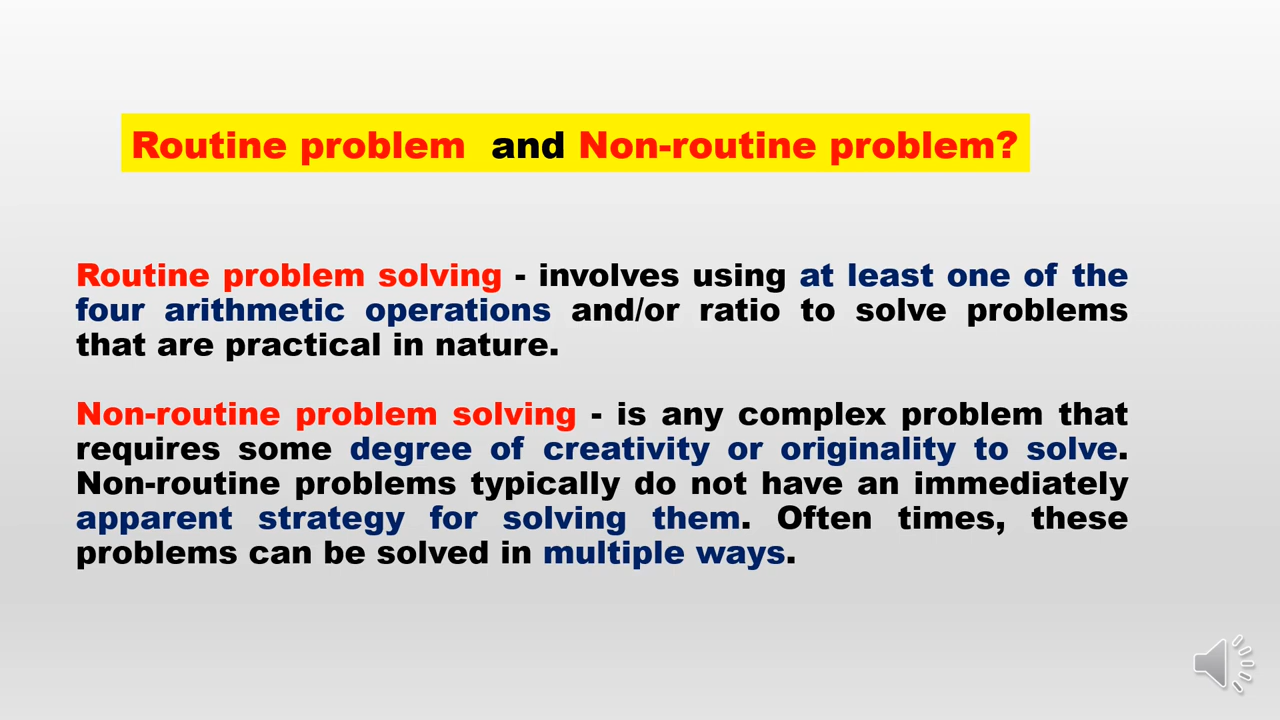 Routine problem and Non-routine problem?
Routine problem solving - involves using at least one of the
four arithmetic operations and/or ratio to solve problems
that are practical in nature.
Non-routine problem solving - is any complex problem that
requires some degree of creativity or originality to solve.
Non-routine problems typically do not have an immediately
apparent strategy for solving them. Often times, these
problems can be solved in multiple ways.